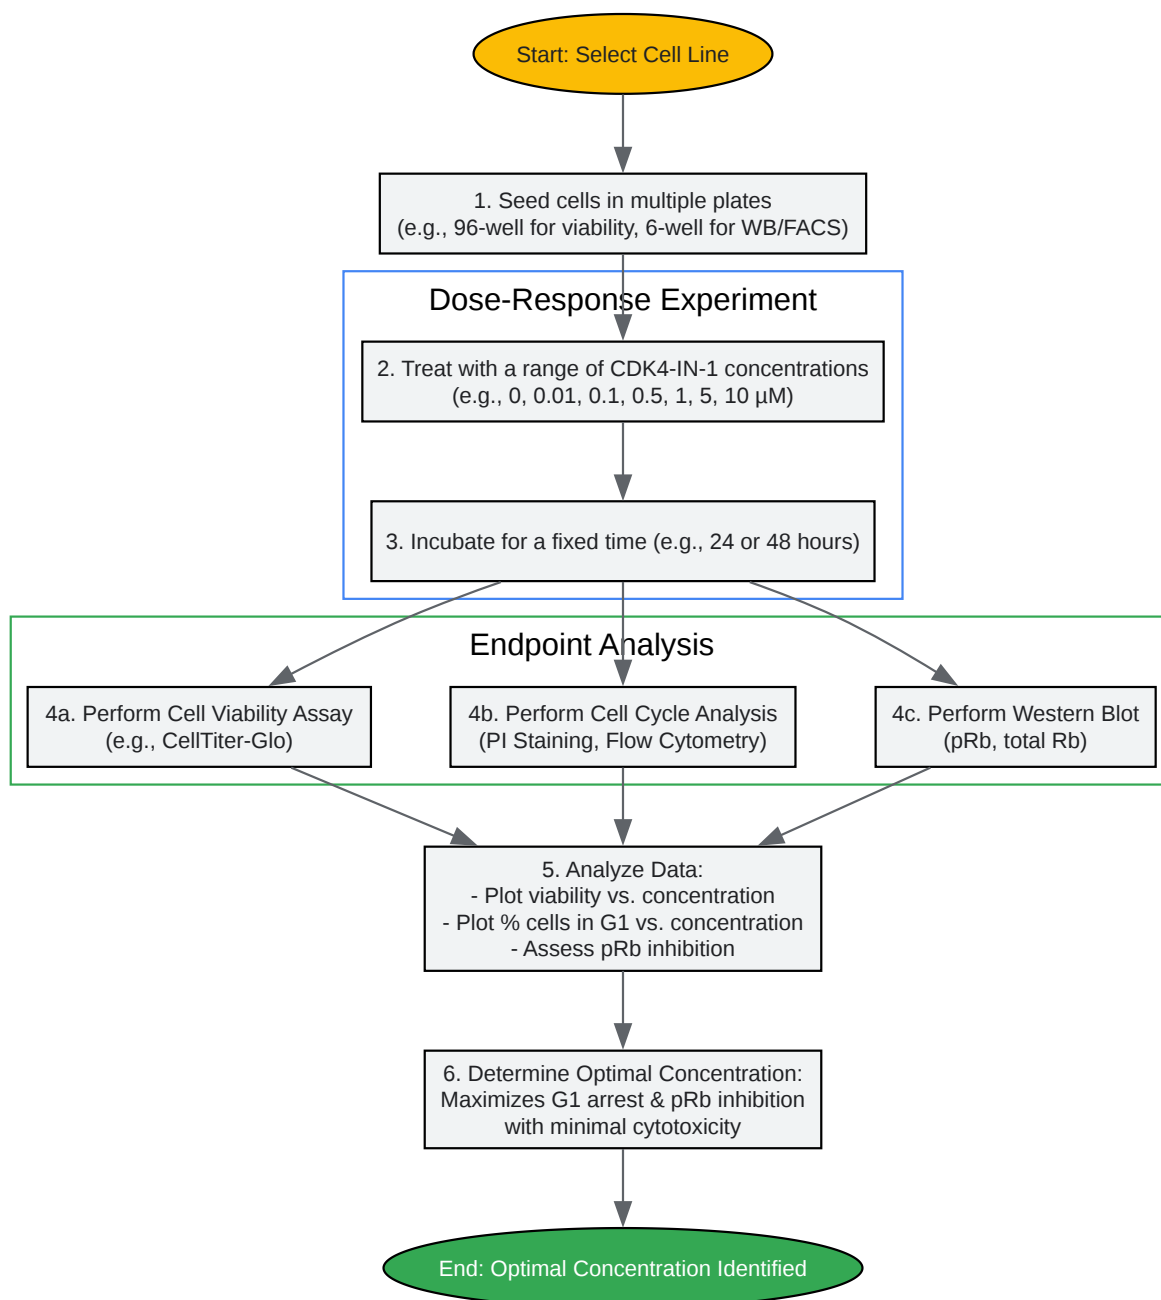 Start: Select Cell Line
1. Seed cells in multiple plates
(e.g., 96-well for viability, 6-well for WB/FACS)
Dose-Response Experiment
2. Treat with a range of CDK4-IN-1 concentrations
(e.g., 0, 0.01, 0.1, 0.5, 1, 5, 10 µM)
3. Incubate for a fixed time (e.g., 24 or 48 hours)
Endpoint Analysis
4a. Perform Cell Viability Assay
(e.g., CellTiter-Glo)
4b. Perform Cell Cycle Analysis
(PI Staining, Flow Cytometry)
4c. Perform Western Blot
(pRb, total Rb)
5. Analyze Data:
- Plot viability vs. concentration
- Plot % cells in G1 vs. concentration
- Assess pRb inhibition
6. Determine Optimal Concentration:
Maximizes G1 arrest & pRb inhibition
with minimal cytotoxicity
End: Optimal Concentration Identified